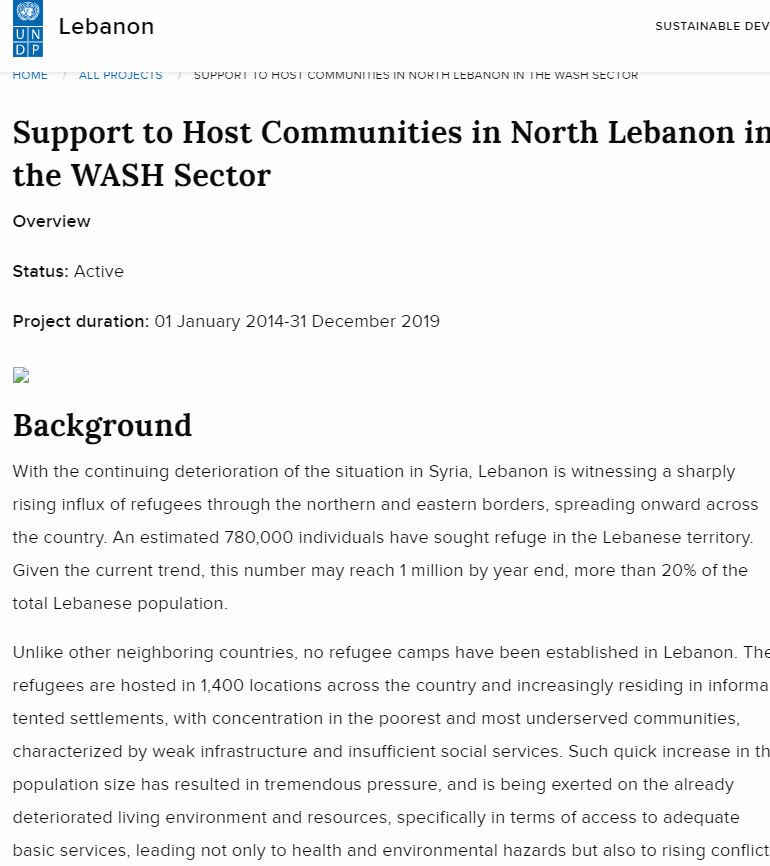 UN
DP
Lebanon
SUSTAINABLE DEV
HOME / ALL PROJECTS / SUPPORT TO HOST COMMUNITIES IN NORTH LEBANON IN THE WASH SECTOR
Support to Host Communities in North Lebanon in
the WASH Sector
Overview
Status: Active
Project duration: 01 January 2014-31 December 2019
Background
With the continuing deterioration of the situation in Syria, Lebanon is witnessing a sharply
rising influx of refugees through the northern and eastern borders, spreading onward across
the country. An estimated 780,000 individuals have sought refuge in the Lebanese territory.
Given the current trend, this number may reach 1 million by year end, more than 20% of the
total Lebanese population.
Unlike other neighboring countries, no refugee camps have been established in Lebanon. The
refugees are hosted in 1,400 locations across the country and increasingly residing in informa
tented settlements, with concentration in the poorest and most underserved communities,
characterized by weak infrastructure and insufficient social services. Such quick increase in th
population size has resulted in tremendous pressure, and is being exerted on the already
deteriorated living environment and resources, specifically in terms of access to adequate
basic services, leading not only to health and environmental hazards but also to rising conflict